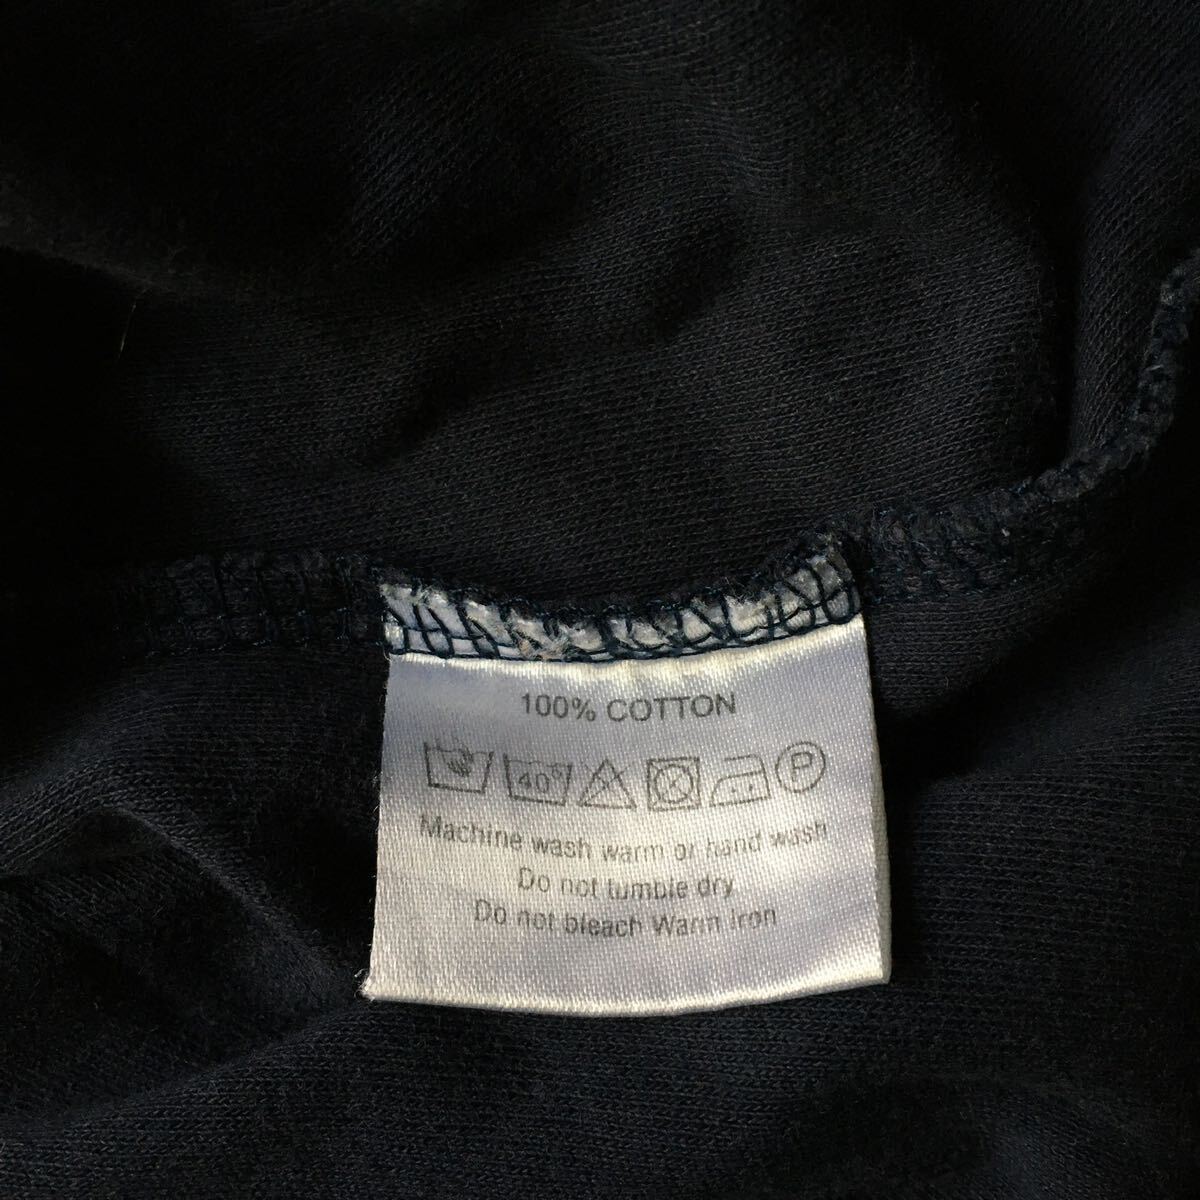 100% COTTON
40° P
Machine wash warm or hand wash
Do not tumble dry
Do not bleach Warm Iron